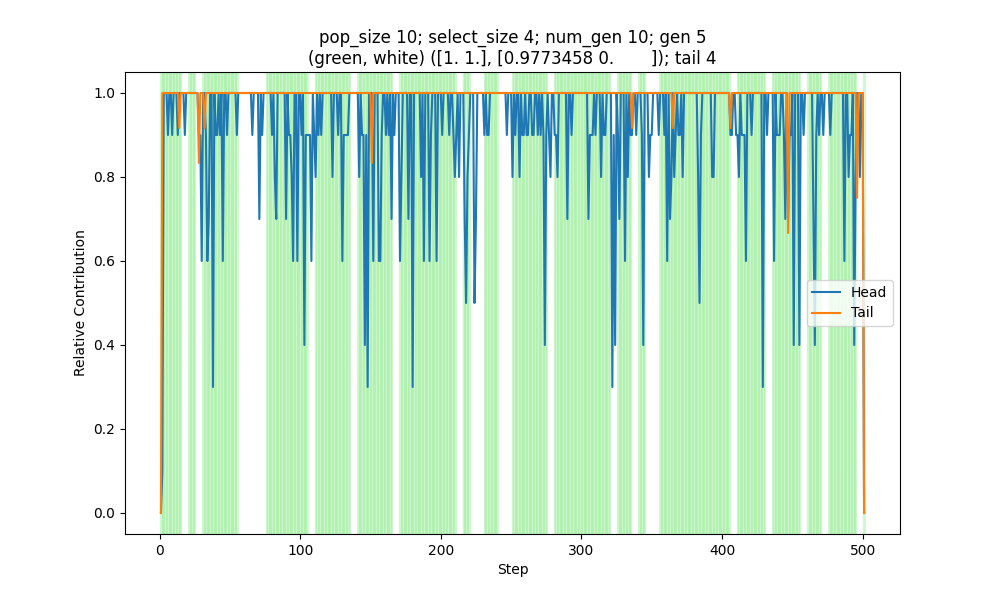 pop_size 10; select_size 4; num_gen 10; gen 5
(green, white) ([1. 1.], [0.9773458 0.        ]); tail 4
1.0
0.8
0.6
0.4
0.2
0.0
Relative Contribution
Head
Tail
0 100 200 300 400 500
Step